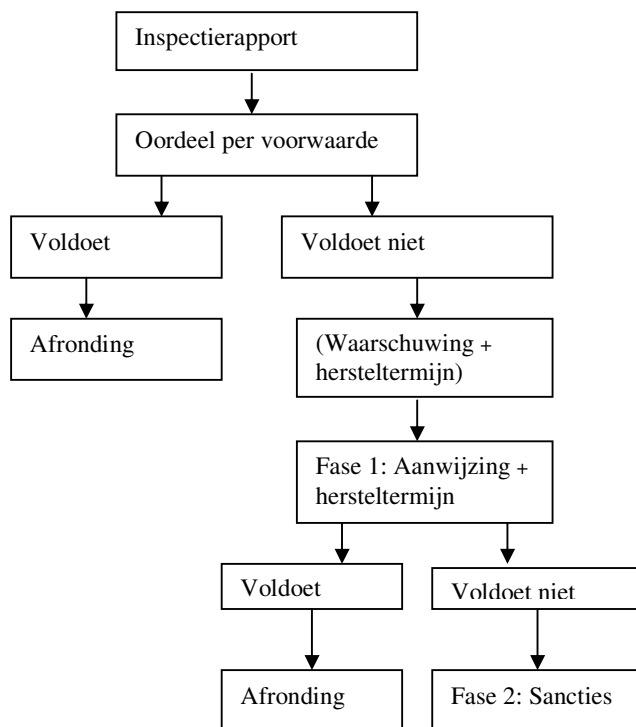 Inspectierapport
Oordeel per voorwaarde
Voldoet
Voldoet niet
Afronding
(Waarschuwing +
hersteltermijn)
Fase 1: Aanwijzing +
hersteltermijn
Voldoet
Voldoet niet
Afronding
Fase 2: Sancties